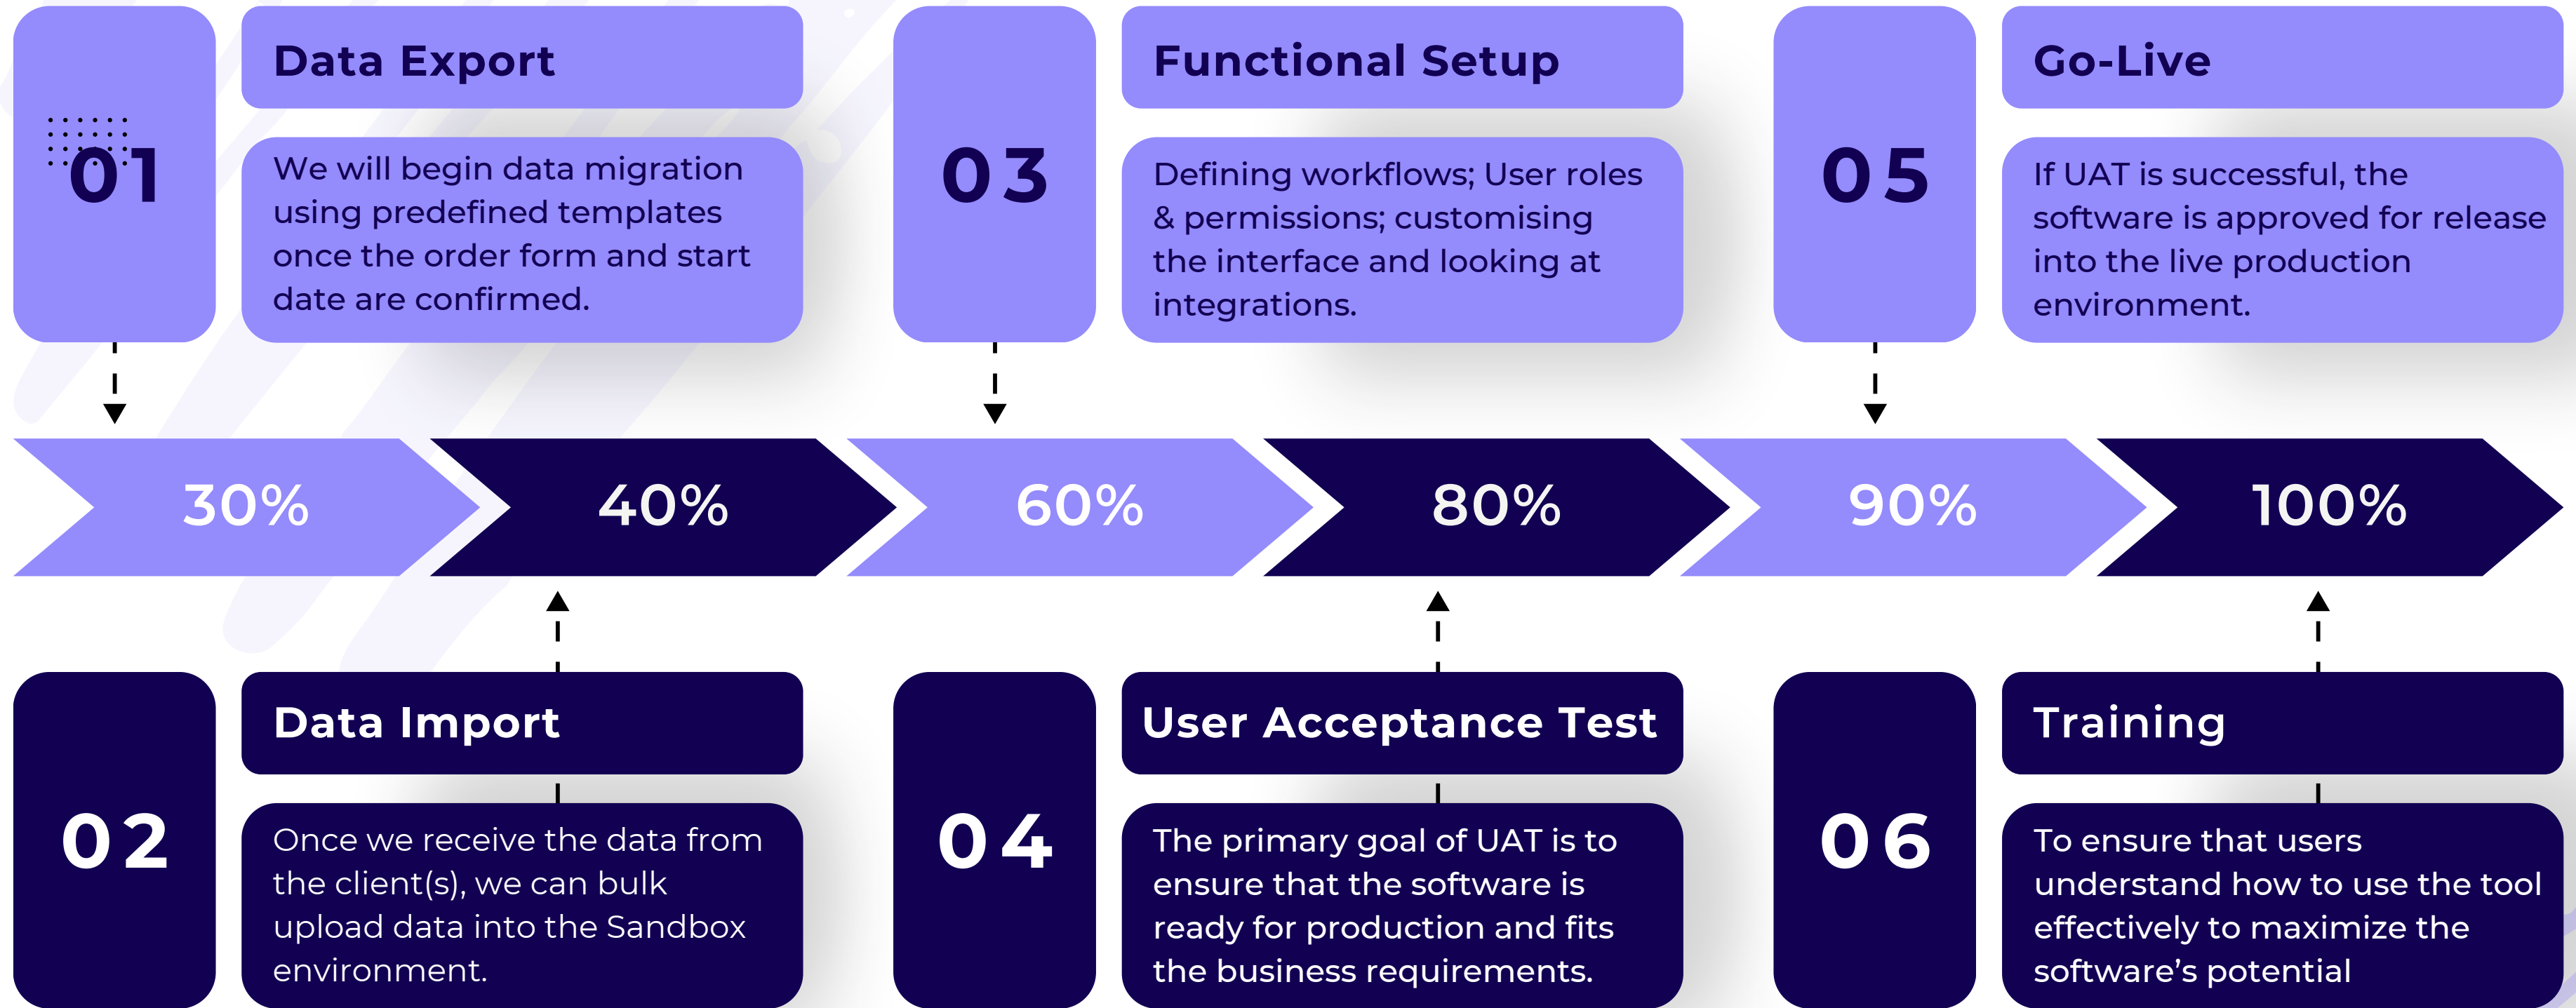 01
Data Export
We will begin data migration
using predefined templates
once the order form and start
date are confirmed.
03
Functional Setup
Defining workflows; User roles
& permissions; customising
the interface and looking at
integrations.
05
Go-Live
If UAT is successful, the
software is approved for release
into the live production
environment.
30%
40%
60%
80%
90%
100%
02
Data Import
Once we receive the data from
the client(s), we can bulk
upload data into the Sandbox
environment.
04
User Acceptance Test
The primary goal of UAT is to
ensure that the software is
ready for production and fits
the business requirements.
06
Training
To ensure that users
understand how to use the tool
effectively to maximize the
software’s potential